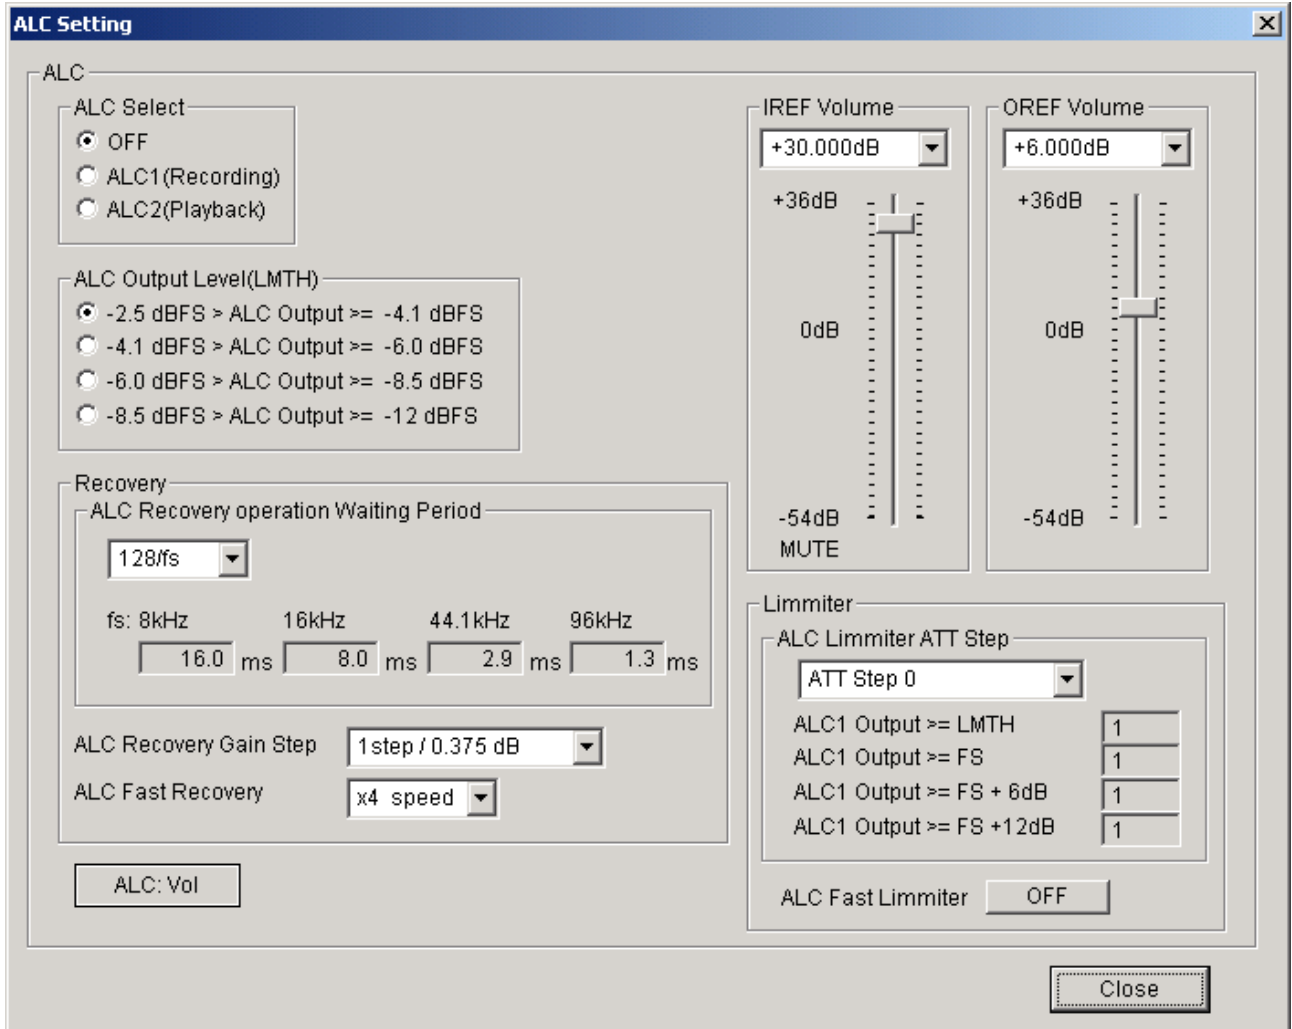 ALC Setting
ALC
ALC Select
OFF
ALC1(Recording)
ALC2(Playback)
ALC Output Level(LMTH)
-2.5 dBFS > ALC Output >= -4.1 dBFS
-4.1 dBFS > ALC Output >= -6.0 dBFS
-6.0 dBFS > ALC Output >= -8.5 dBFS
-8.5 dBFS > ALC Output >= -12 dBFS
Recovery
ALC Recovery operation Waiting Period
128/fs
fs: 8kHz 16kHz 44.1kHz 96kHz
16.0 ms 8.0 ms 2.9 ms 1.3 ms
ALC Recovery Gain Step 1step / 0.375 dB
ALC Fast Recovery x4 speed
ALC: Vol
IREF Volume
+30.000dB
+36dB
0dB
-54dB
MUTE
OREF Volume
+6.000dB
+36dB
0dB
-54dB
Limmiter
ALC Limmiter ATT Step
ATT Step 0
ALC1 Output >= LMTH 1
ALC1 Output >= FS 1
ALC1 Output >= FS + 6dB 1
ALC1 Output >= FS +12dB 1
ALC Fast Limmiter OFF
Close